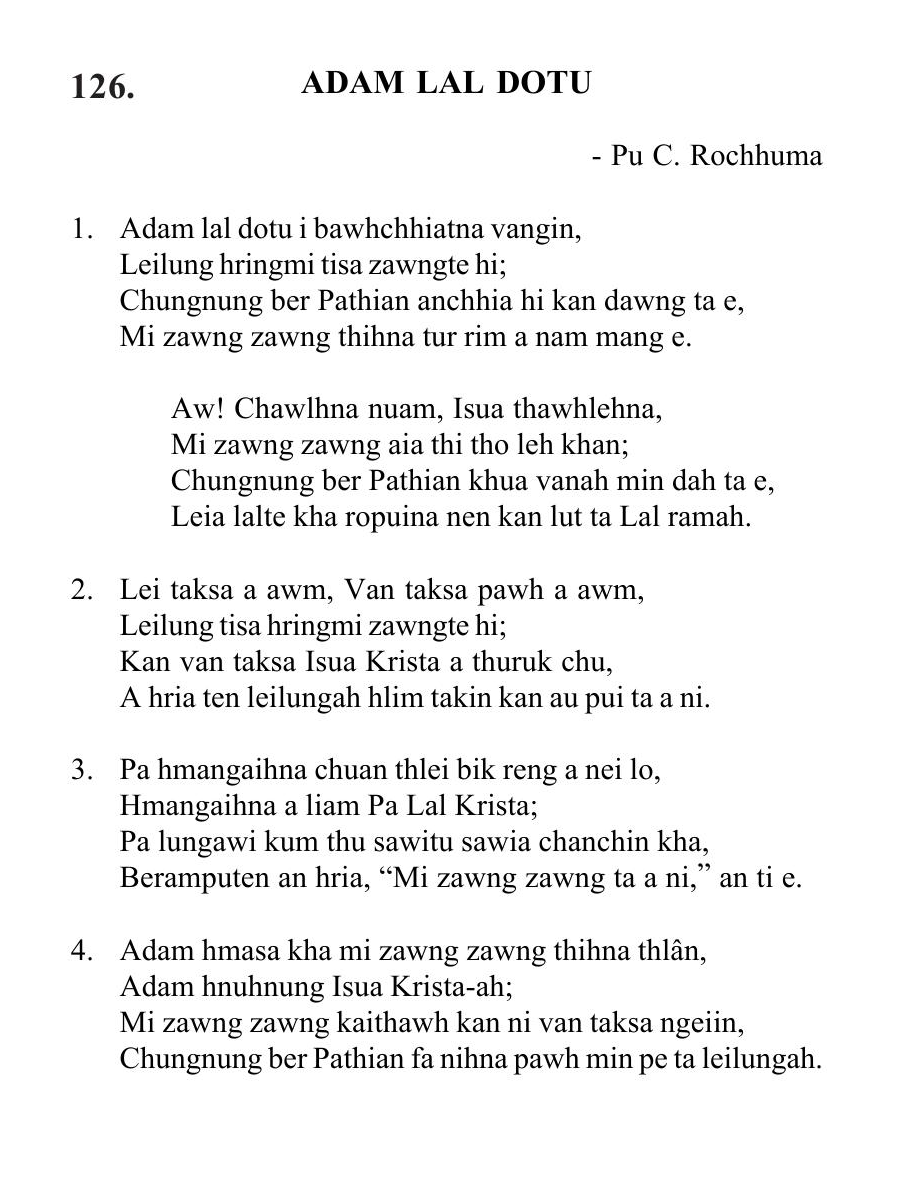 126.
ADAM LAL DOTU
- Pu C. Rochhuma
1. Adam lal dotu i bawhchhiatna vangin,
Leilung hringmi tisa zawngte hi;
Chungnung ber Pathian anchhia hi kan dawng ta e,
Mi zawng zawng thihna tur rim a nam mang e.
Aw! Chawlhna nuam, Isua thawhlehna,
Mi zawng zawng aia thi tho leh khan;
Chungnung ber Pathian khua vanah min dah ta e,
Leia lalte kha ropuina nen kan lut ta Lal ramah.
2. Lei taksa a awm, Van taksa pawh a awm,
Leilung tisa hringmi zawngte hi;
Kan van taksa Isua Krista a thuruk chu,
A hria ten leilungah hlim takin kan au pui ta a ni.
3. Pa hmangaihna chuan thlei bik reng a nei lo,
Hmangaihna a liam Pa Lal Krista;
Pa lungawi kum thu sawitu sawia chanchin kha,
Beramputen an hria, “Mi zawng zawng ta a ni,” an ti e.
4. Adam hmasa kha mi zawng zawng thihna thlân,
Adam hnuhnung Isua Krista-ah;
Mi zawng zawng kaithawh kan ni van taksa ngeiin,
Chungnung ber Pathian fa nihna pawh min pe ta leilungah.